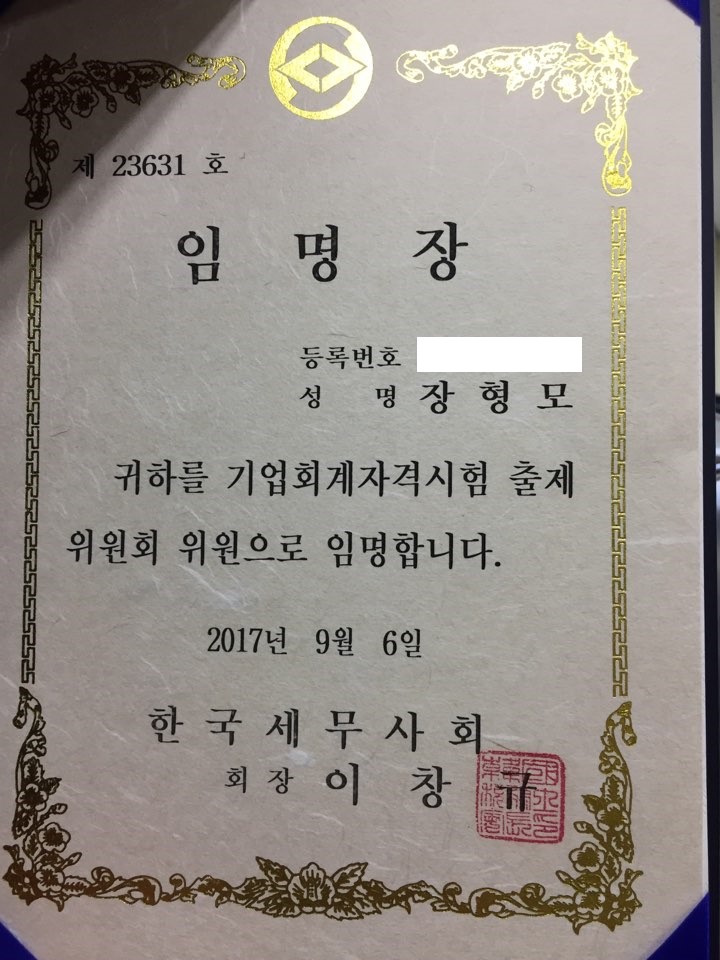 제 23631 호
임 명 장
등록번호
성 명 장 형 모
귀하를 기업회계자격시험 출제
위원회 위원으로 임명합니다.
2017년 9월 6일
한 국 세 무 사 회
회 장 이 창 규